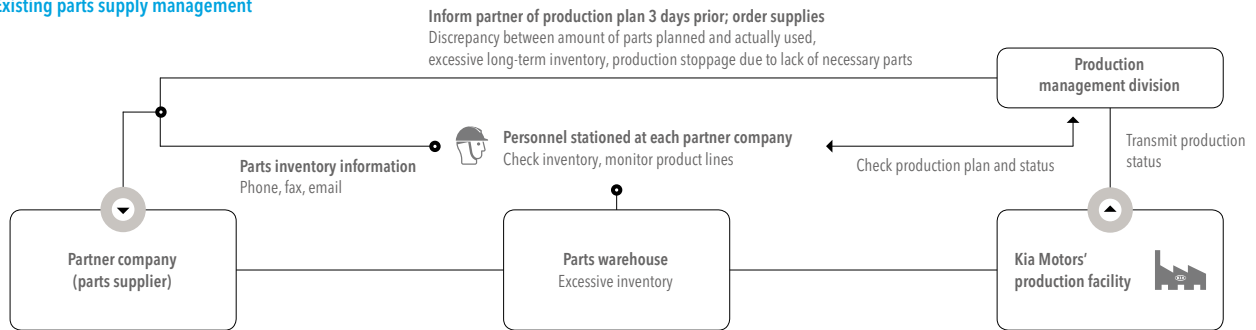 Existing parts supply management
Inform partner of production plan 3 days prior; order supplies
Discrepancy between amount of parts planned and actually used,
excessive long-term inventory, production stoppage due to lack of necessary parts
Production
management division
Personnel stationed at each partner company
Check inventory, monitor product lines
Parts inventory information
Phone, fax, email
Check production plan and status
Transmit production
status
Partner company
(parts supplier)
Parts warehouse
Excessive inventory
Kia Motors’
production facility
KIA